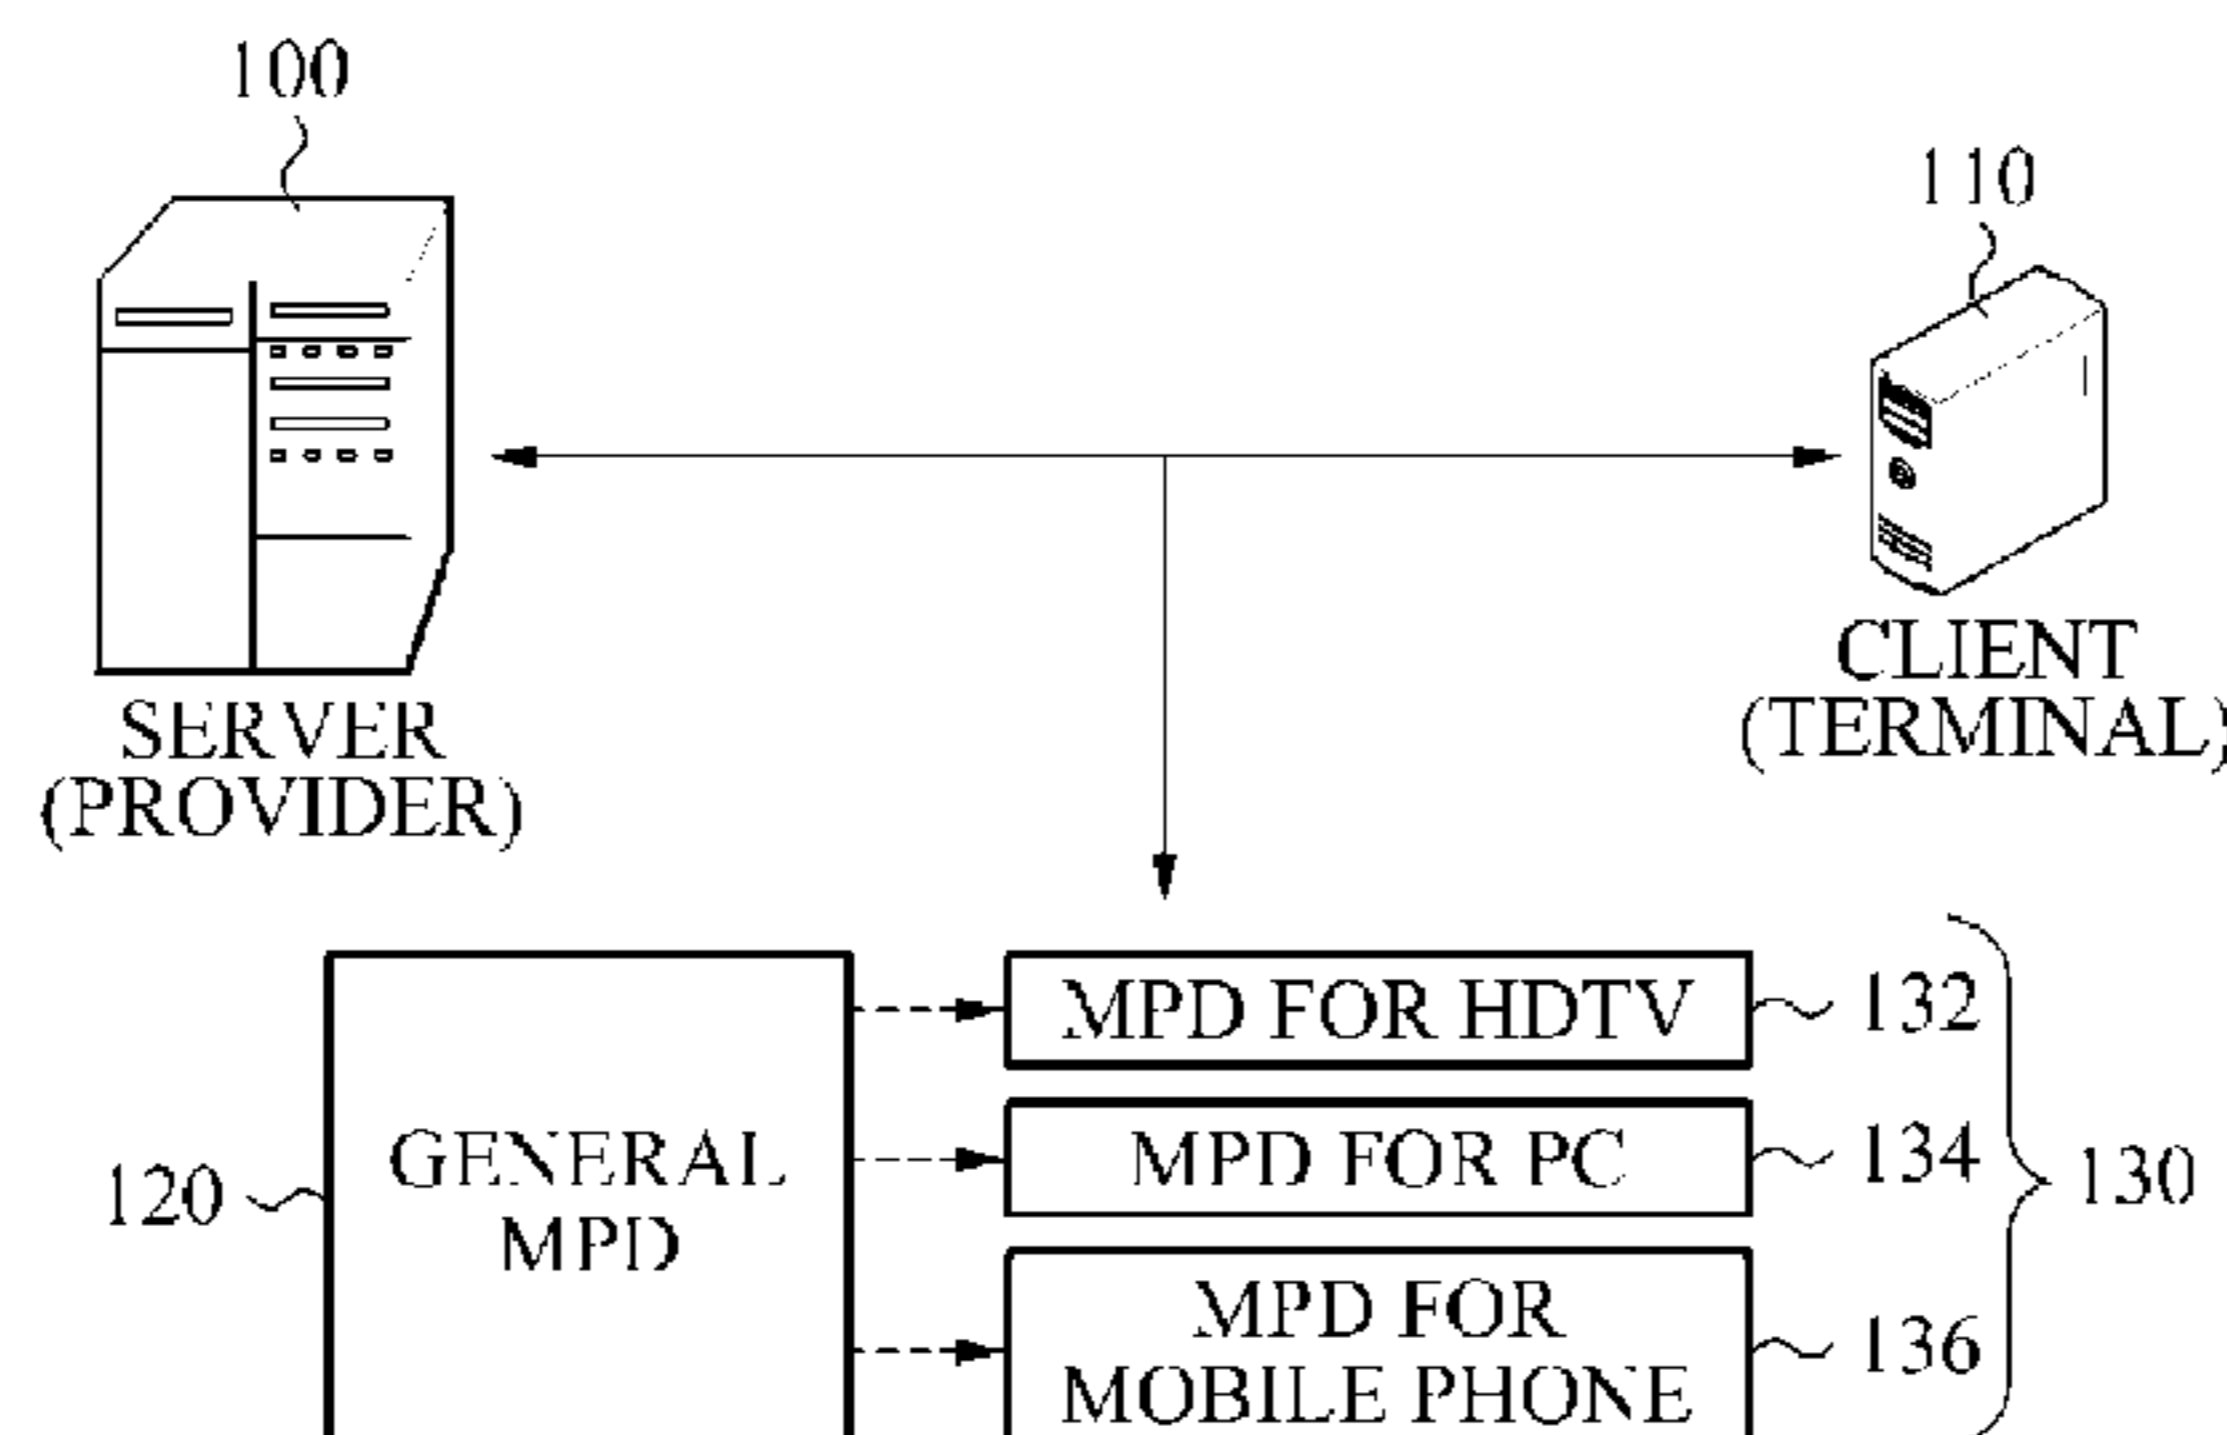 100
110
CLIENT
(TERMINAL)
SERVER
(PROVIDER)
MPD FOR HDTV
132
GENERAL
MPD
120
MPD FOR PC
134
130
MPD FOR
MOBILE PHONE
136